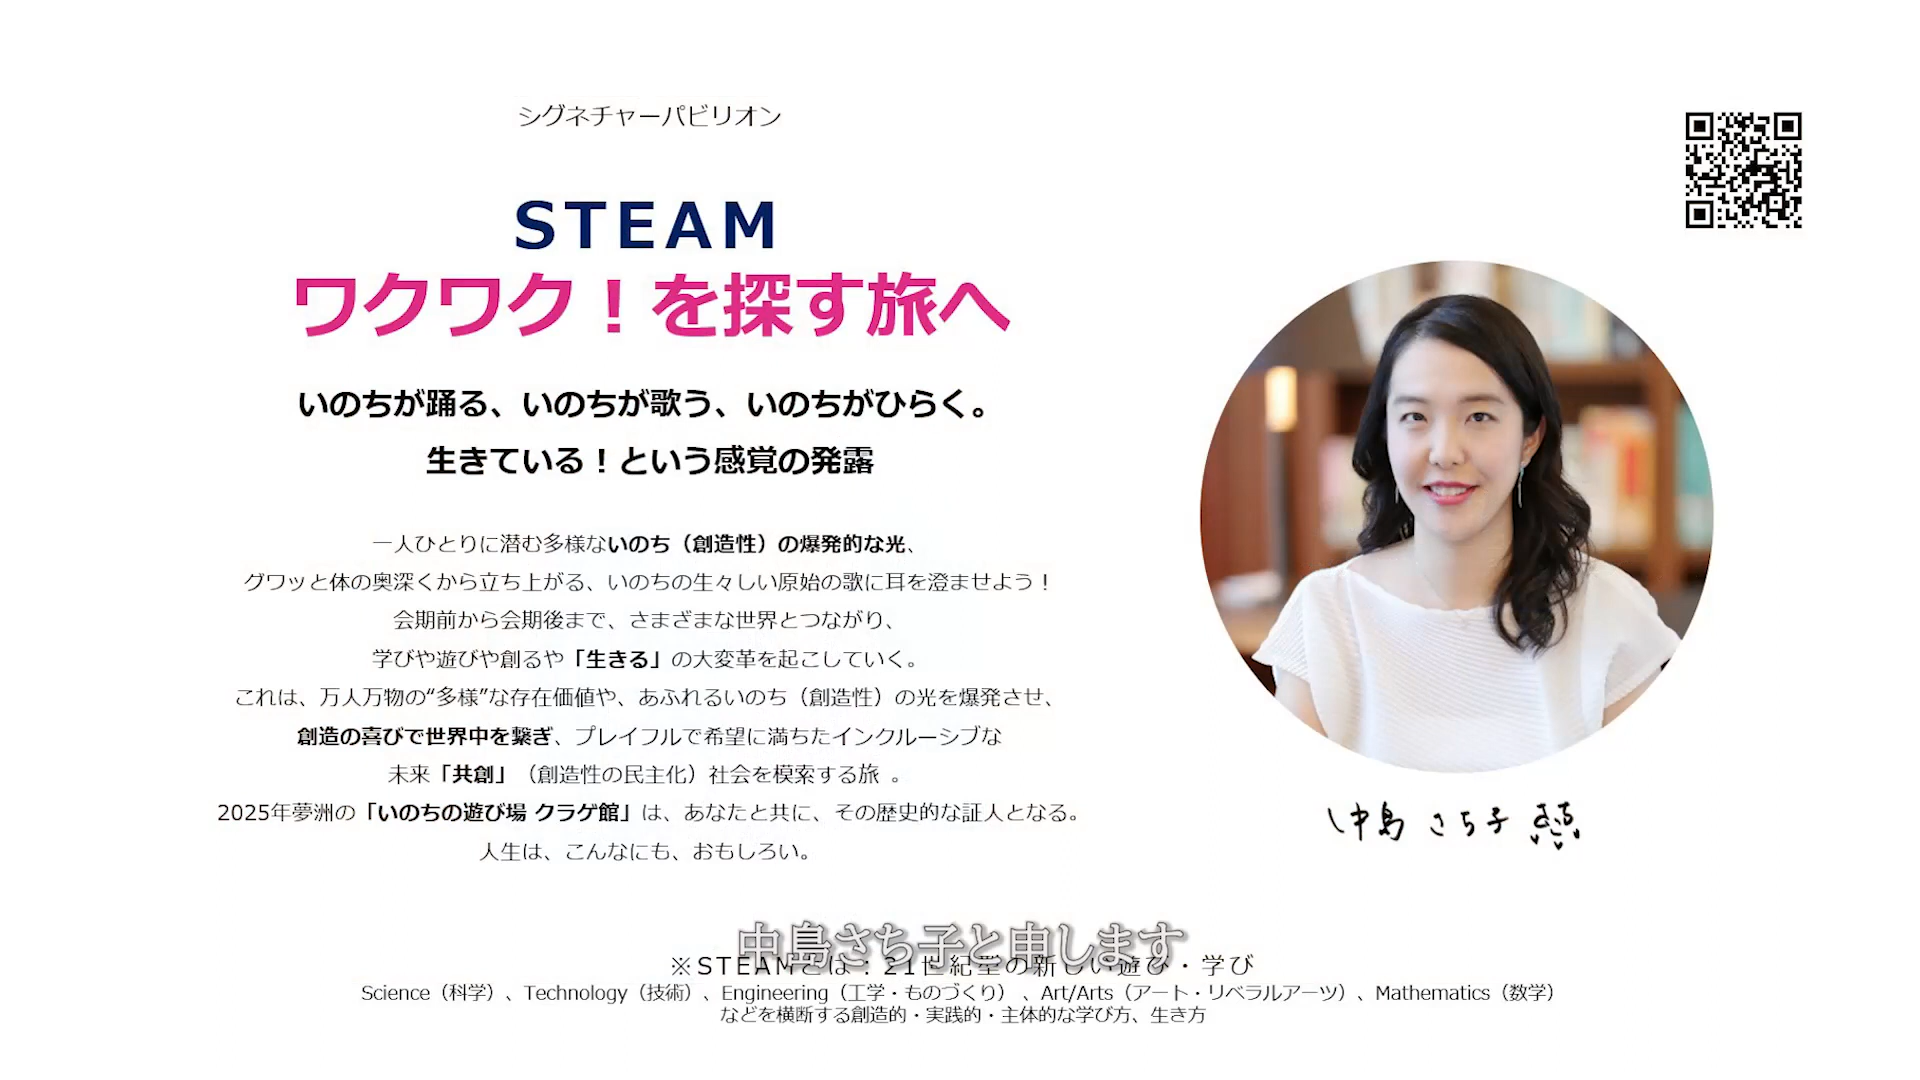 シグネチャーパビリオン
STEAM
ワクワク！を探す旅へ
いのちが踊る、いのちが歌う、いのちがひらく。
生きている！という感覚の発露
一人ひとりに潜む多様ないのち（創造性）の爆発的な光、
グワッと体の奥深くから立ち上がる、いのちの生々しい原始の歌に耳を澄ませよう！
会期前から会期後まで、さまざまな世界とつながり、
学びや遊びや創るや「生きる」の大変革を起こしていく。
これは、万人万物の“多様”な存在価値や、あふれるいのち（創造性）の光を爆発させ、
創造の喜びで世界中を繋ぎ、プレイフルで希望に満ちたインクルーシブな
未来「共創」（創造性の民主化）社会を模索する旅 。
2025年夢洲の「いのちの遊び場 クラゲ館」は、あなたと共に、その歴史的な証人となる。
人生は、こんなにも、おもしろい。
中島 さち子
中島さち子と申します
※STEAMとは：21世紀型の新しい遊び・学び
Science（科学）、Technology（技術）、Engineering（工学・ものづくり） 、Art/Arts（アート・リベラルアーツ）、Mathematics（数学）
などを横断する創造的・実践的・主体的な学び方、生き方